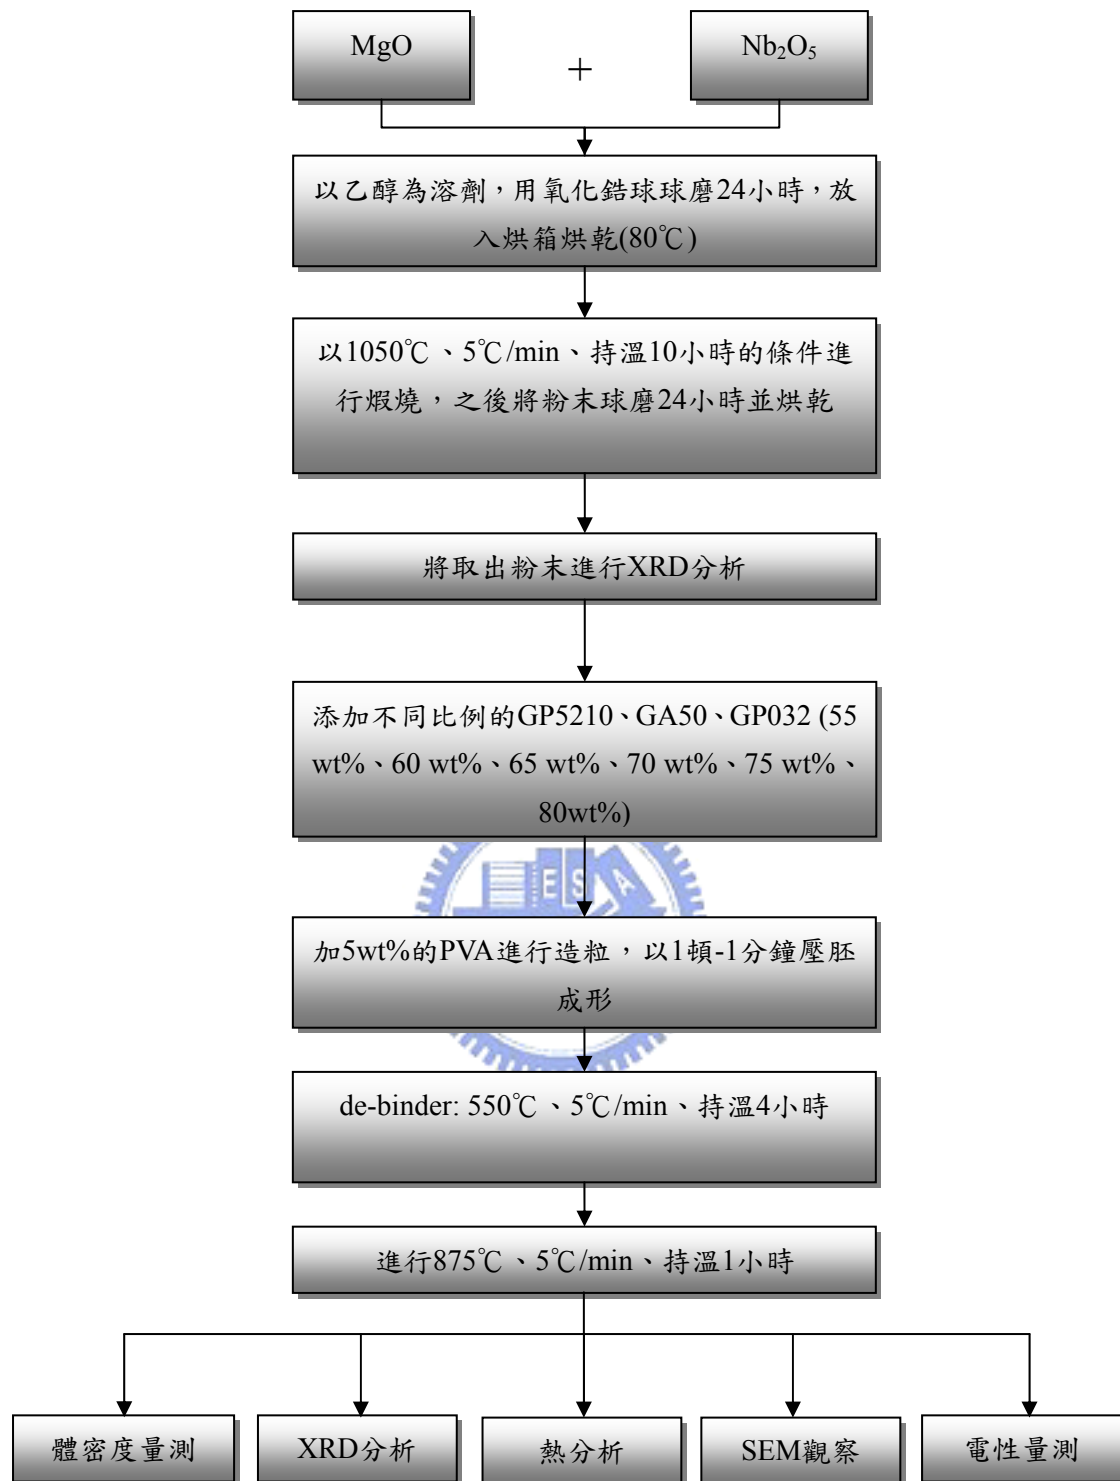 MgO
+
Nb₂O₅
以乙醇為溶劑，用氧化鋯球球磨24小時，放
入烘箱烘乾(80℃)
以1050℃、5℃/min、持溫10小時的條件進
行煆燒，之後將粉末球磨24小時並烘乾
將取出粉末進行XRD分析
添加不同比例的GP5210、GA50、GP032 (55
wt%、60 wt%、65 wt%、70 wt%、75 wt%、
80wt%)
ESA
加5wt%的PVA進行造粒，以1頓-1分鐘壓胚
成形
de-binder: 550℃、5℃/min、持溫4小時
進行875℃、5℃/min、持溫1小時
體密度量測
XRD分析
熱分析
SEM觀察
電性量測